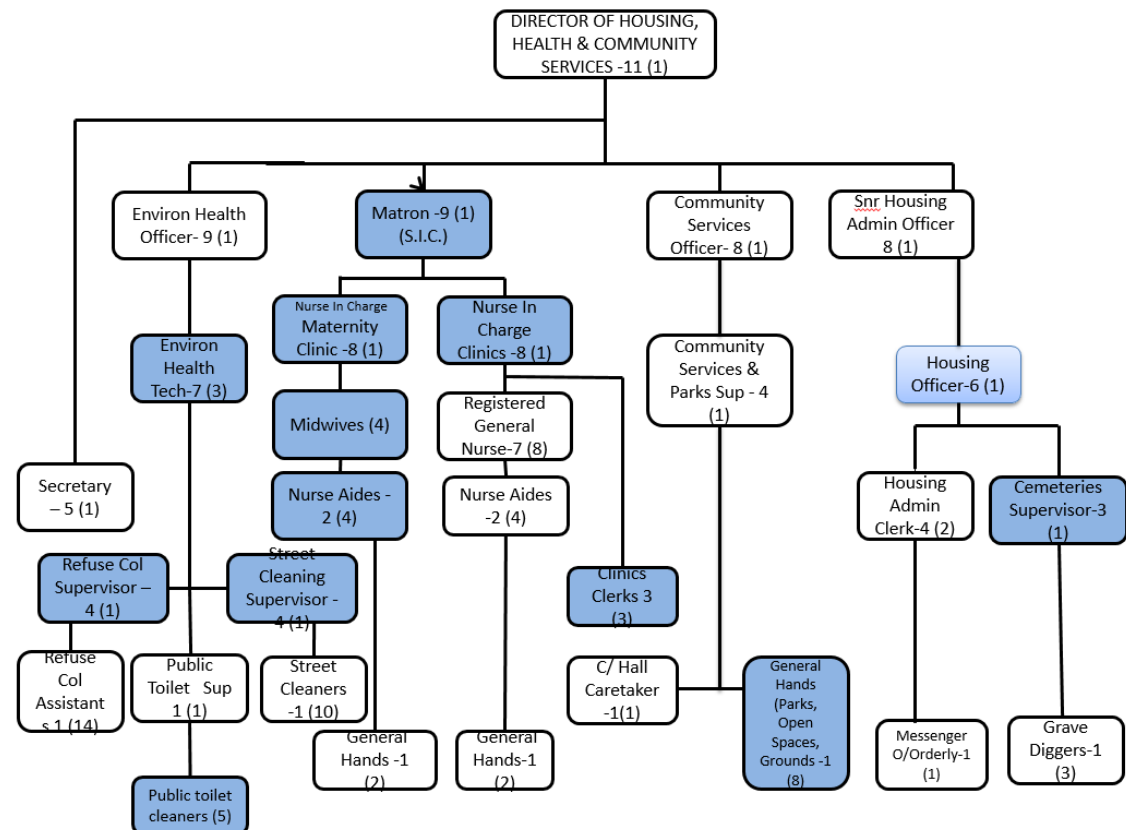 DIRECTOR OF HOUSING,
HEALTH & COMMUNITY
SERVICES -11 (1)
Environ Health
Officer- 9 (1)
Matron -9 (1)
(S.I.C.)
Community
Services
Officer- 8 (1)
Snr Housing
Admin Officer
8 (1)
Nurse In Charge
Maternity
Clinic -8 (1)
Nurse In
Charge
Clinics -8 (1)
Environ
Health
Tech-7 (3)
Community
Services &
Parks Sup - 4
(1)
Housing
Officer-6 (1)
Midwives (4)
Registered
General
Nurse-7 (8)
Secretary
– 5 (1)
Nurse Aides -
2 (4)
Nurse Aides
-2 (4)
Housing
Admin
Clerk-4 (2)
Cemeteries
Supervisor-3
(1)
Refuse Col
Supervisor –
4 (1)
Street
Cleaning
Supervisor -
4 (1)
Clinics
Clerks 3
(3)
Refuse
Col
Assistant
s 1 (14)
Public
Toilet Sup
1 (1)
Street
Cleaners
-1 (10)
C/ Hall
Caretaker
-1(1)
General
Hands
(Parks,
Open
Spaces,
Grounds -1
(8)
General
Hands -1
(2)
General
Hands-1
(2)
Messenger
O/Orderly-1
(1)
Grave
Diggers-1
(3)
Public toilet
cleaners (5)